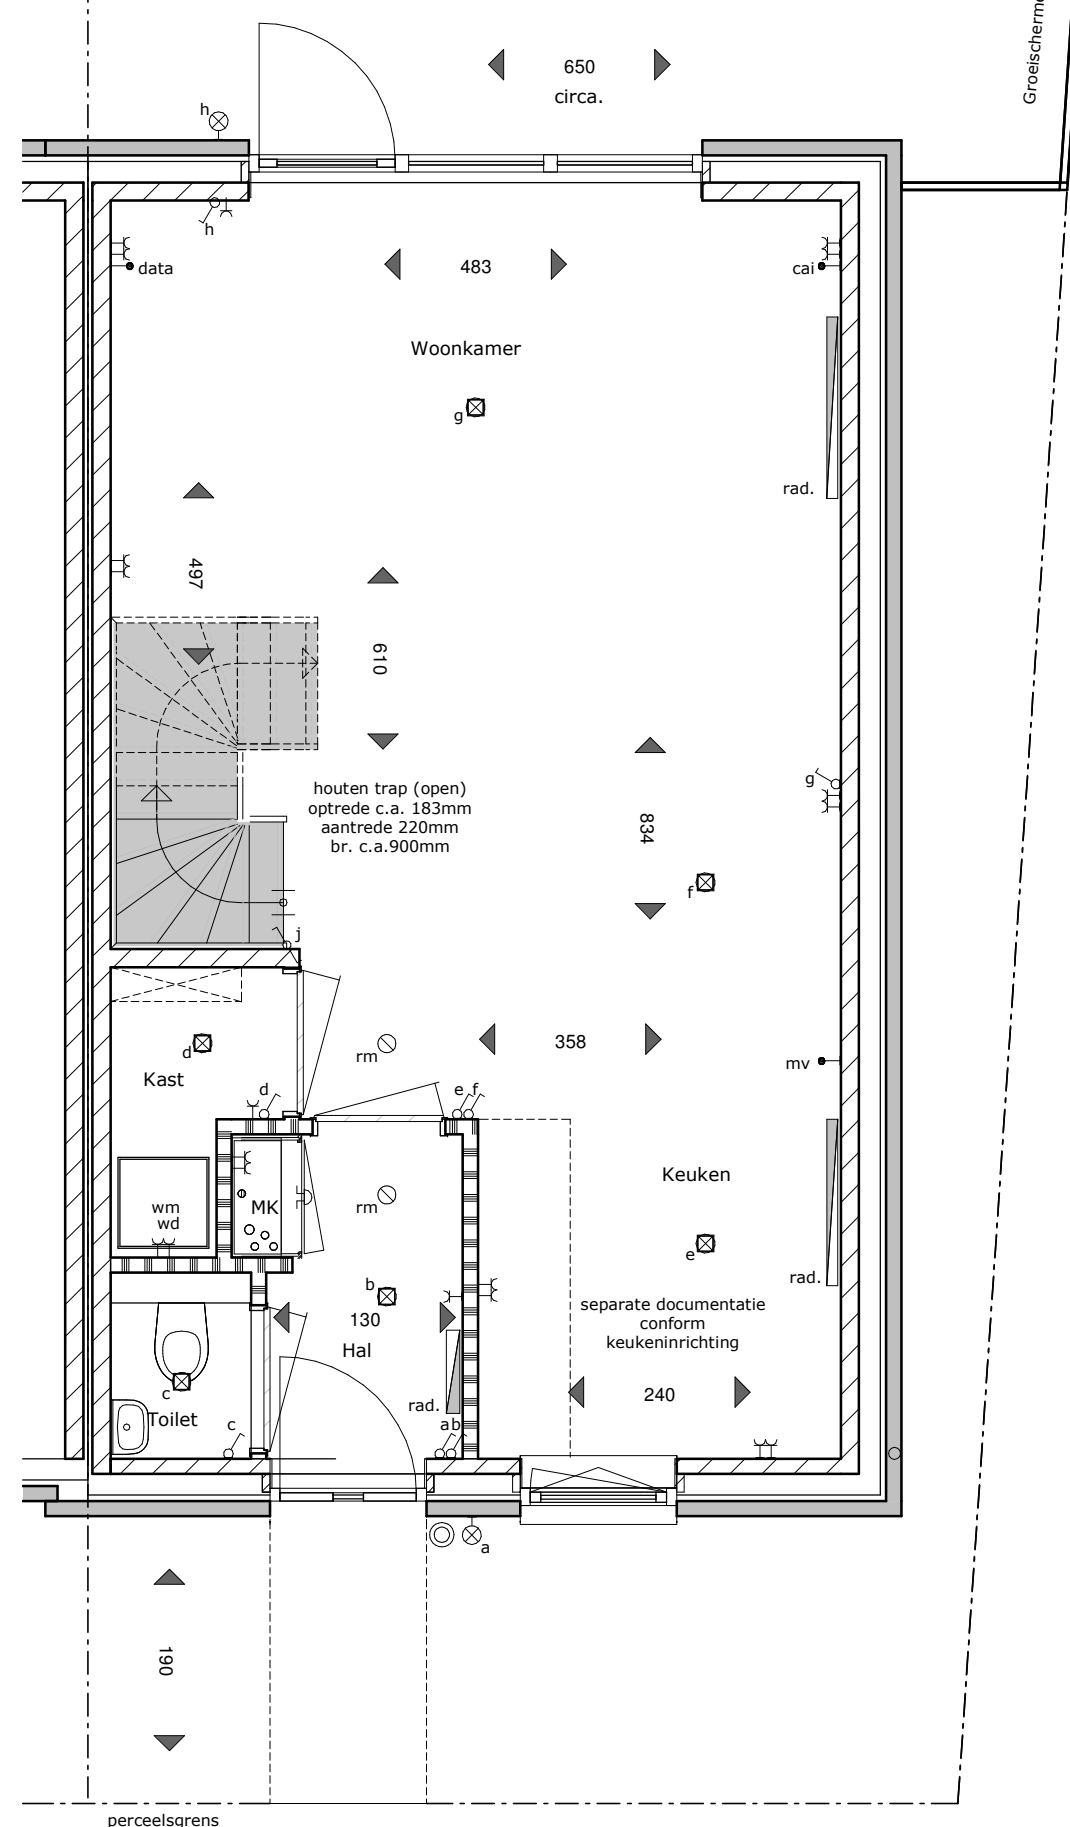 Groeischerm
650
circa.
h
h
data
483
cai
Woonkamer
g
rad.
497
610
houten trap (open)
optrede c.a. 183mm
aantrede 220mm
br. c.a.900mm
g
834
f
j
d
Kast
rm
358
mv
d
e f
Keuken
wm
wd
MK
rm
e
rad.
b
130
Hal
separate documentatie
conform
keukeninrichting
c
Toilet
c
rad.
ab
240
a
190
perceelsgrens